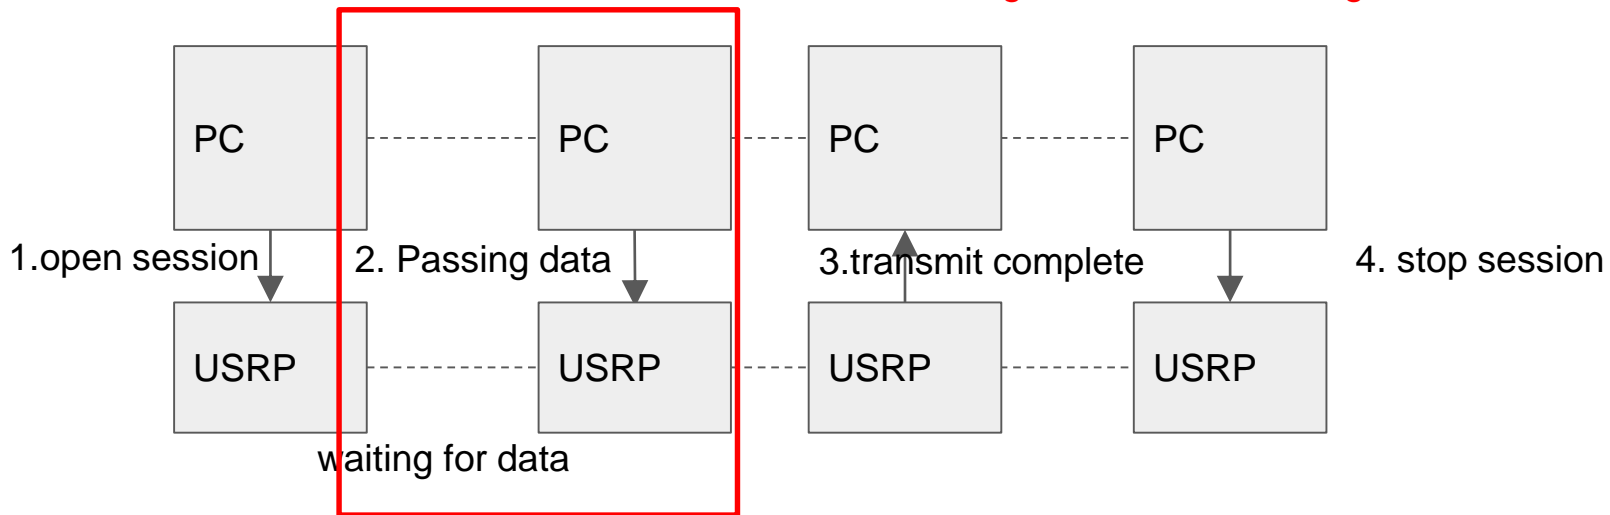 PC PC PC PC
1.open session 2. Passing data 3.transmit complete 4. stop session
USRP USRP USRP USRP
waiting for data